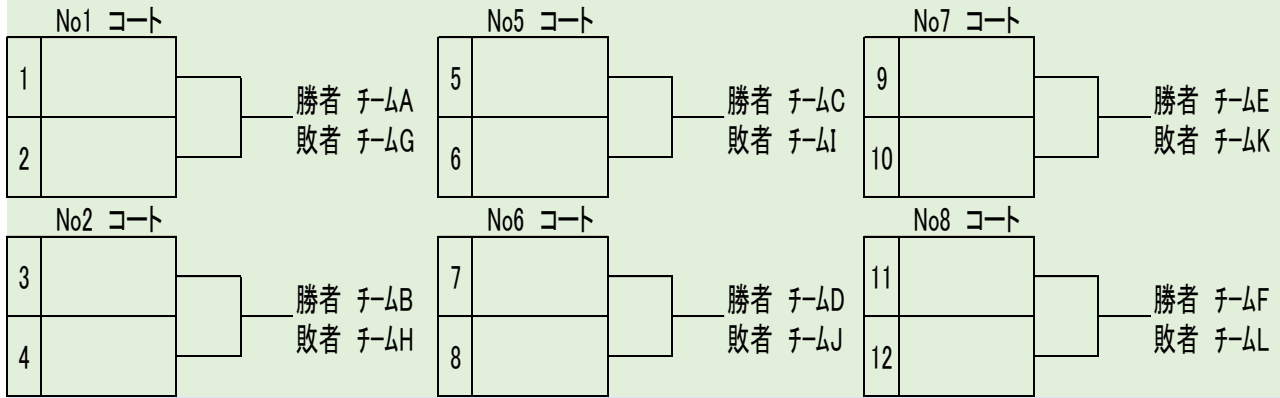 No1 コート
1
2
勝者 チームA
敗者 チームG
No5 コート
5
6
勝者 チームC
敗者 チームI
No7 コート
9
10
勝者 チームE
敗者 チームK
No2 コート
3
4
勝者 チームB
敗者 チームH
No6 コート
7
8
勝者 チームD
敗者 チームJ
No8 コート
11
12
勝者 チームF
敗者 チームL